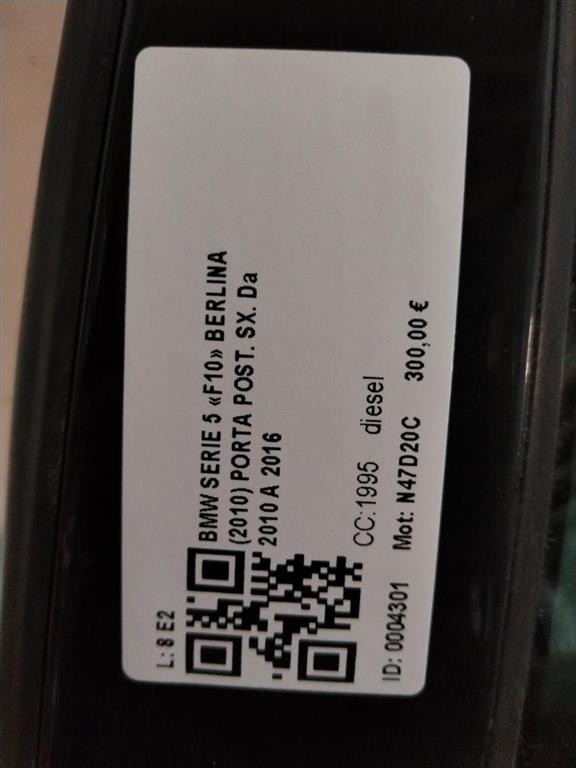 L: 8 E2
BMW SERIE 5 «F10» BERLINA
(2010) PORTA POST. SX. Da
2010 A 2016
CC:1995 diesel
ID: 0004301 Mot: N47D20C 300,00 €